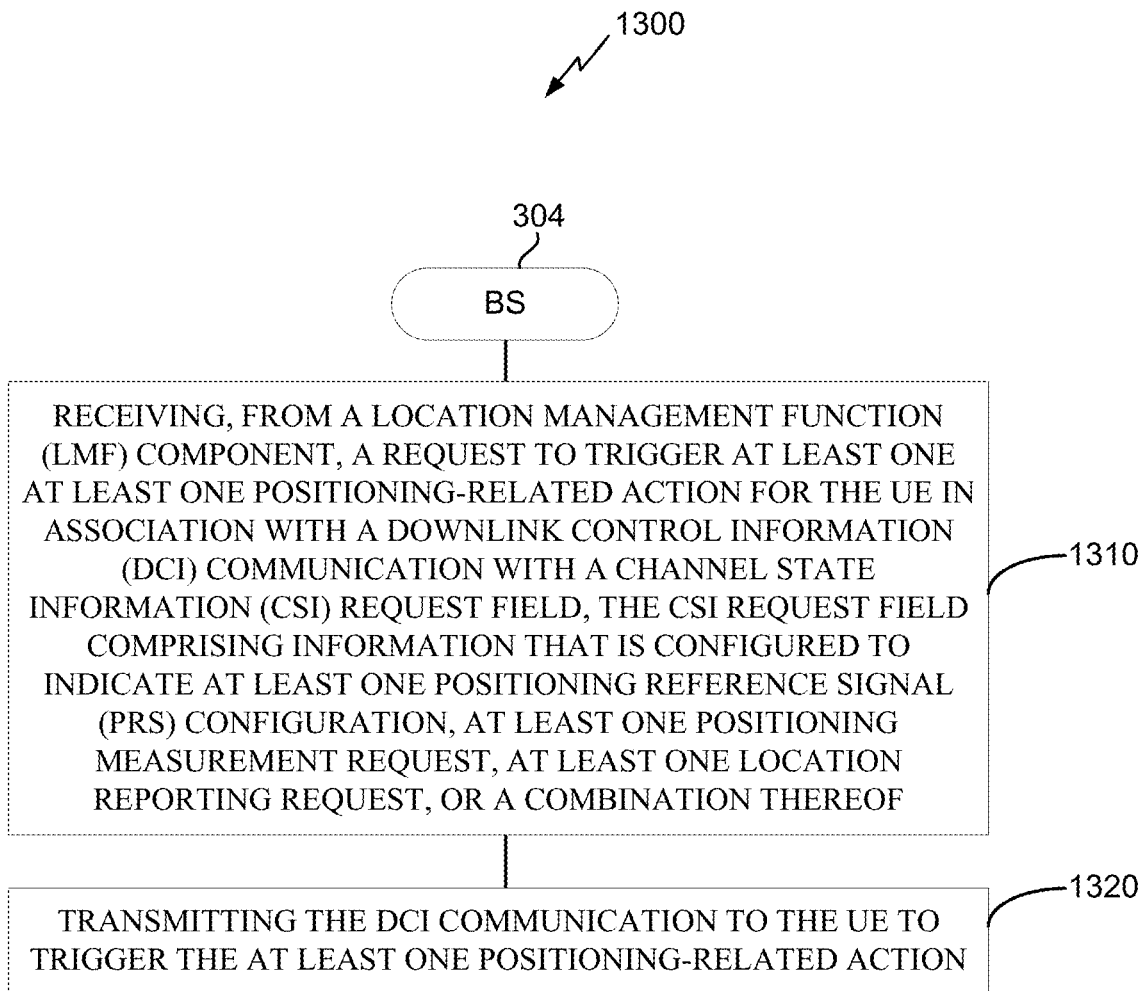 1300
304
BS
RECEIVING, FROM A LOCATION MANAGEMENT FUNCTION
(LMF) COMPONENT, A REQUEST TO TRIGGER AT LEAST ONE
AT LEAST ONE POSITIONING-RELATED ACTION FOR THE UE IN
ASSOCIATION WITH A DOWNLINK CONTROL INFORMATION
(DCI) COMMUNICATION WITH A CHANNEL STATE
INFORMATION (CSI) REQUEST FIELD, THE CSI REQUEST FIELD
COMPRISING INFORMATION THAT IS CONFIGURED TO
INDICATE AT LEAST ONE POSITIONING REFERENCE SIGNAL
(PRS) CONFIGURATION, AT LEAST ONE POSITIONING
MEASUREMENT REQUEST, AT LEAST ONE LOCATION
REPORTING REQUEST, OR A COMBINATION THEREOF
1310
1320
TRANSMITTING THE DCI COMMUNICATION TO THE UE TO
TRIGGER THE AT LEAST ONE POSITIONING-RELATED ACTION